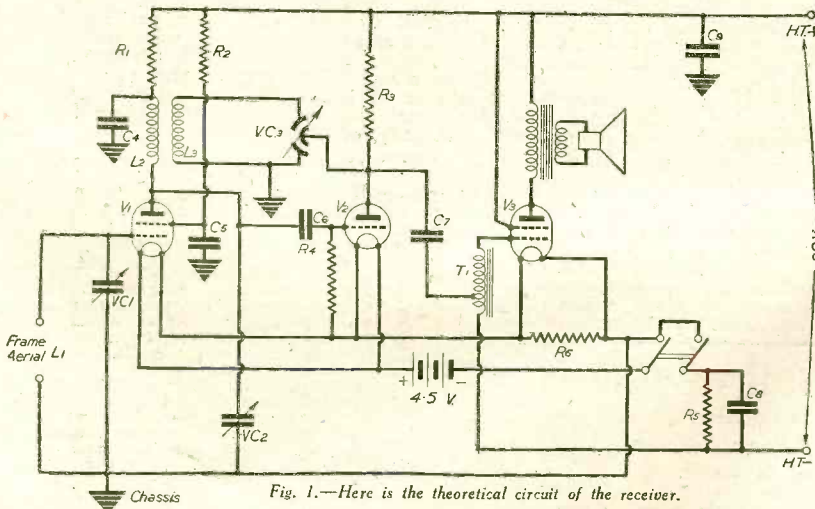 R1
R2
R3
C9
HT+
C4
L2
L3
VC3
V1
V2
V3
C5
C6
R4
C7
T1
VC1
Frame
Aerial L1
R6
+ 4·5 V. -
VC2
R5
C8
HT-
Chassis
Fig. 1.—Here is the theoretical circuit of the receiver.